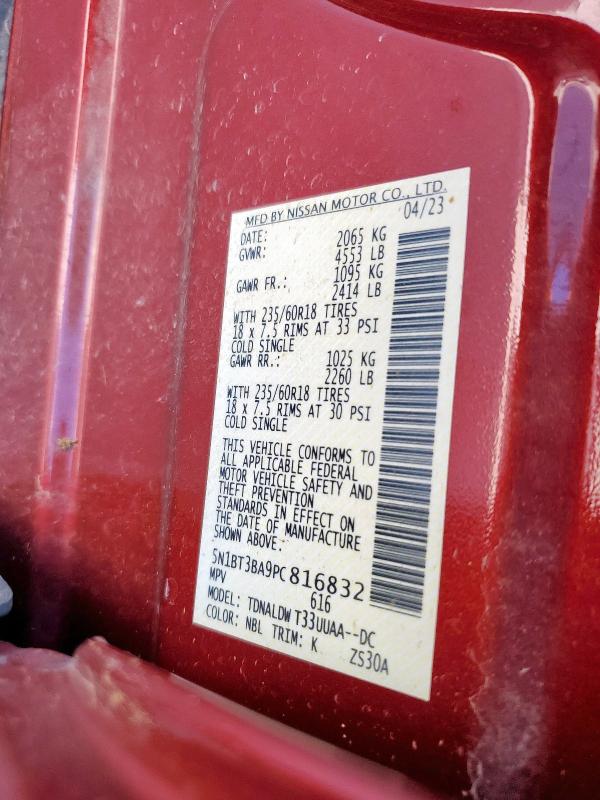 MFD BY NISSAN MOTOR CO., LTD.
DATE: 04/23
GVWR: 2065 KG
4553 LB
GAWR FR.: 1095 KG
2414 LB
WITH 235/60R18 TIRES
18 x 7.5 RIMS AT 33 PSI
COLD SINGLE
GAWR RR.: 1025 KG
2260 LB
WITH 235/60R18 TIRES
18 x 7.5 RIMS AT 30 PSI
COLD SINGLE
THIS VEHICLE CONFORMS TO
ALL APPLICABLE FEDERAL
MOTOR VEHICLE SAFETY AND
THEFT PREVENTION
STANDARDS IN EFFECT ON
THE DATE OF MANUFACTURE
SHOWN ABOVE:
5N1BT3BA9PC816832
MPV 616
MODEL: TDNALDW T33UUAA--DC
COLOR: NBL TRIM: K ZS30A